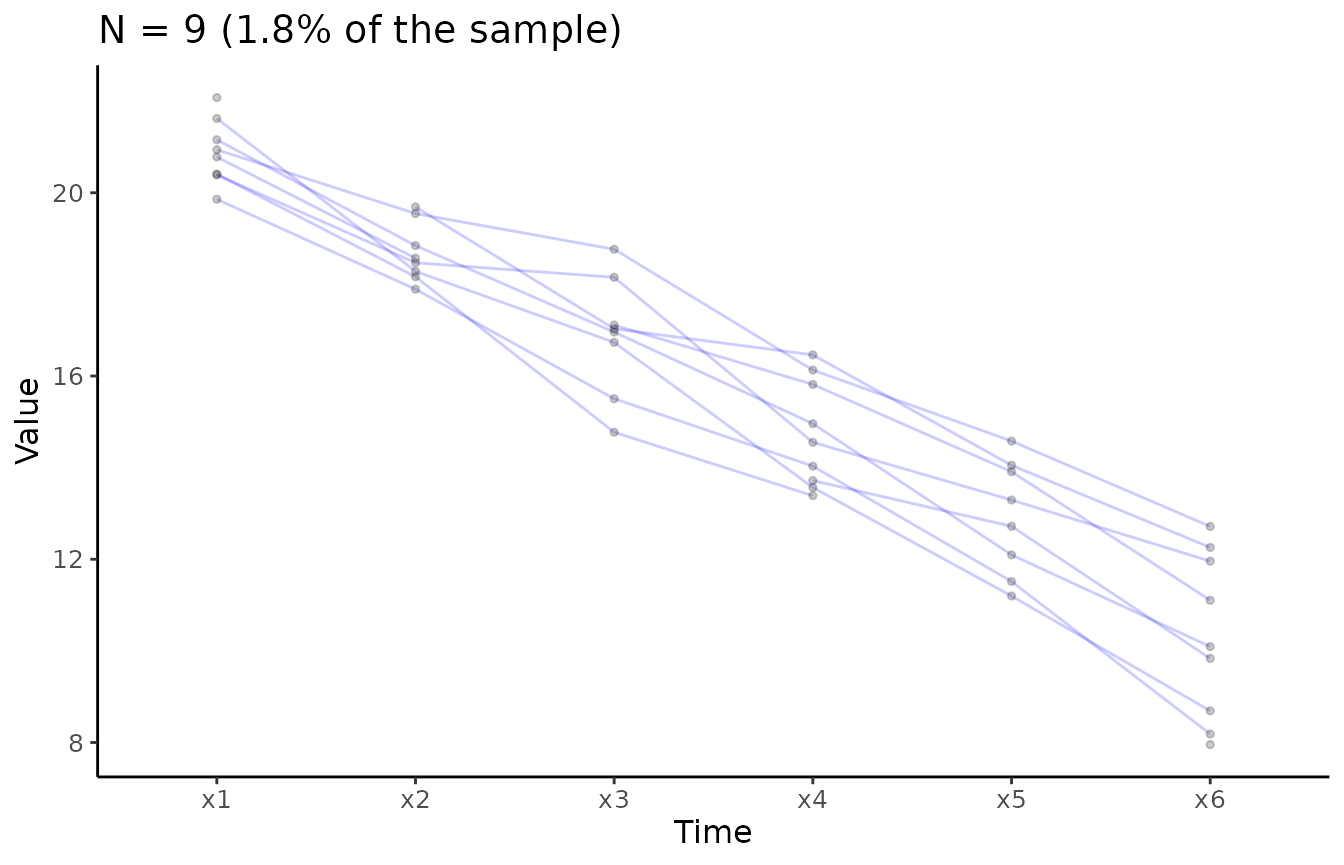 N = 9 (1.8% of the sample)
Value
20
16
12
8
x1 x2 x3 x4 x5 x6
Time